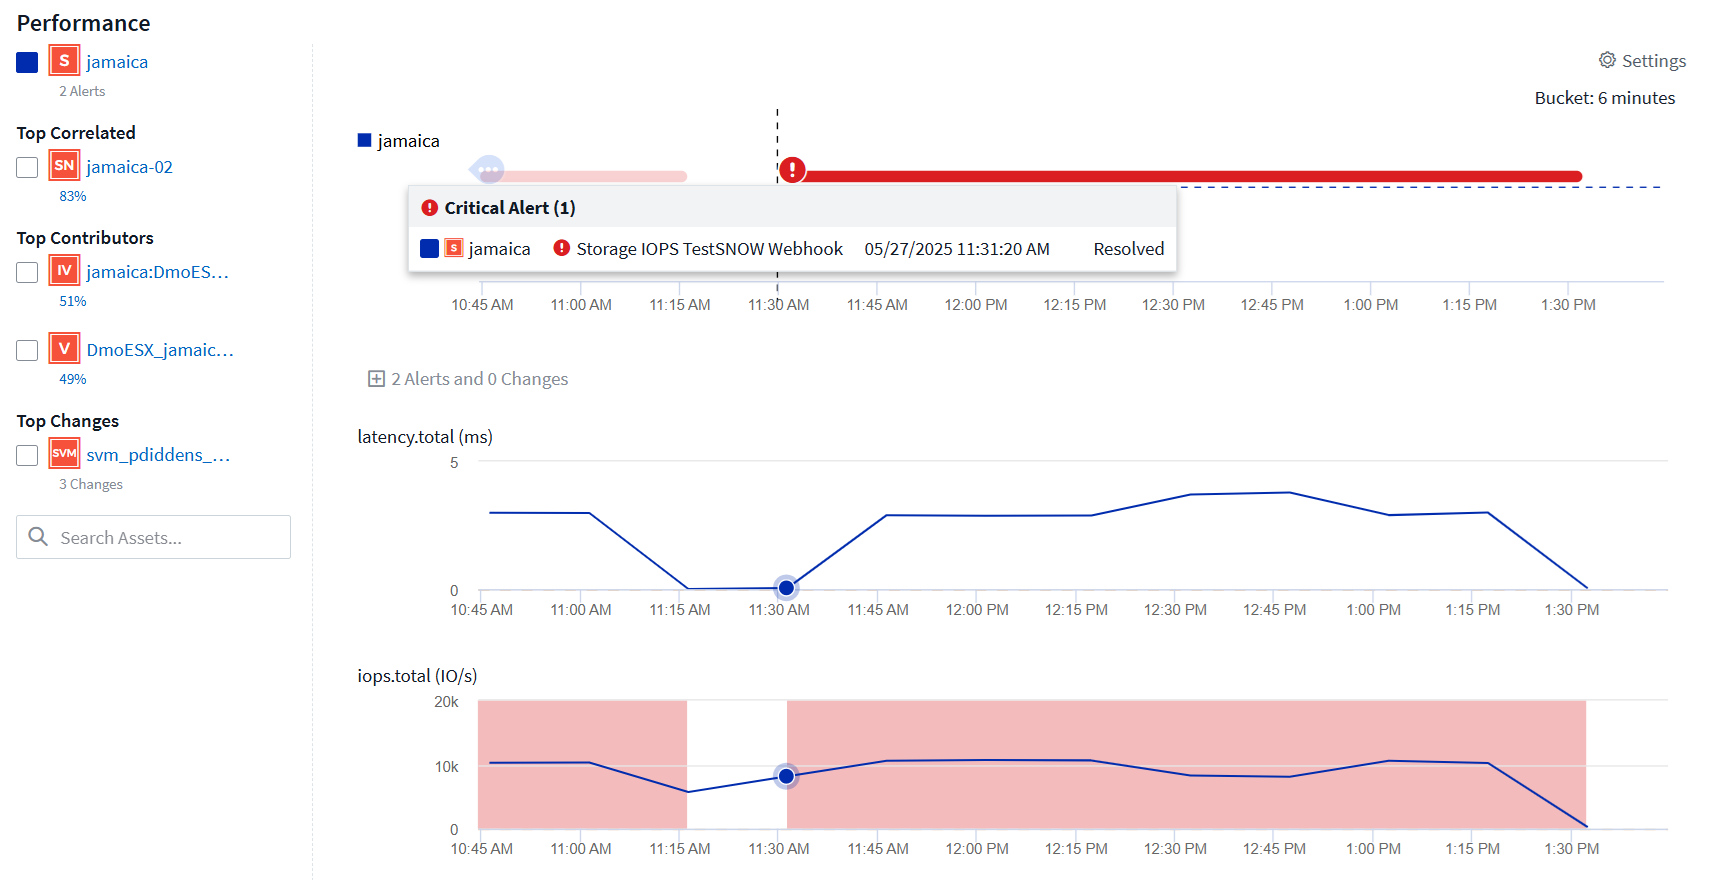 Performance
S jamaica
2 Alerts
Top Correlated
SN jamaica-02
83%
Top Contributors
IV jamaica:DmoES...
51%
V DmoESX_jamaic...
49%
Top Changes
SVM svm_pdiddens_...
3 Changes
Search Assets...
Settings
Bucket: 6 minutes
jamaica
Critical Alert (1)
S jamaica Storage IOPS TestSNOW Webhook 05/27/2025 11:31:20 AM Resolved
10:45 AM 11:00 AM 11:15 AM 11:30 AM 11:45 AM 12:00 PM 12:15 PM 12:30 PM 12:45 PM 1:00 PM 1:15 PM 1:30 PM
2 Alerts and 0 Changes
latency.total (ms)
5
0
10:45 AM 11:00 AM 11:15 AM 11:30 AM 11:45 AM 12:00 PM 12:15 PM 12:30 PM 12:45 PM 1:00 PM 1:15 PM 1:30 PM
iops.total (IO/s)
20k
10k
0
10:45 AM 11:00 AM 11:15 AM 11:30 AM 11:45 AM 12:00 PM 12:15 PM 12:30 PM 12:45 PM 1:00 PM 1:15 PM 1:30 PM